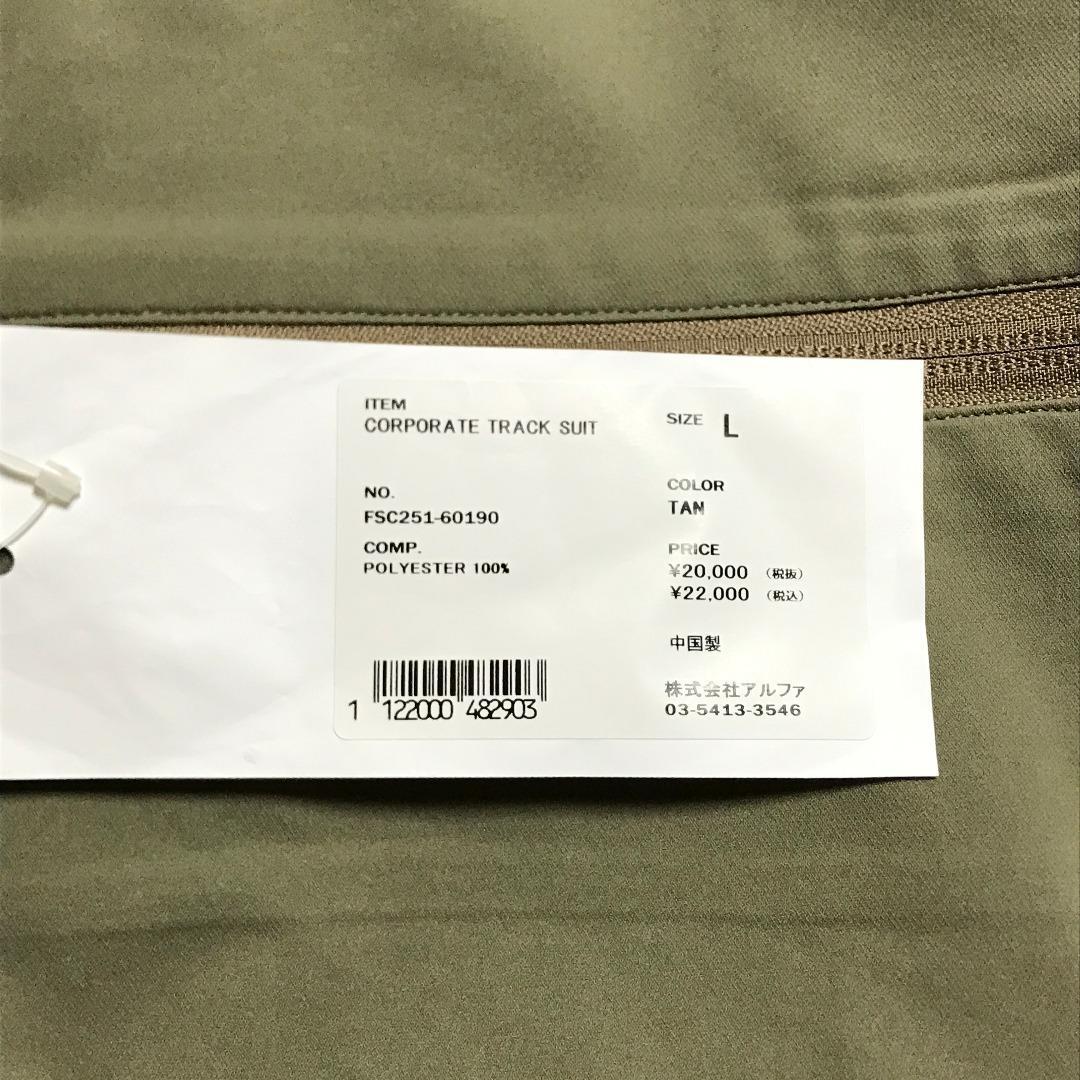 ITEM
CORPORATE TRACK SUIT
SIZE L
NO.
FSC251-60190
COLOR
TAN
COMP.
POLYESTER 100%
PRICE
¥20,000 (税抜)
¥22,000 (税込)
中国製
株式会社アルファ
03-5413-3546
1 122000 482903